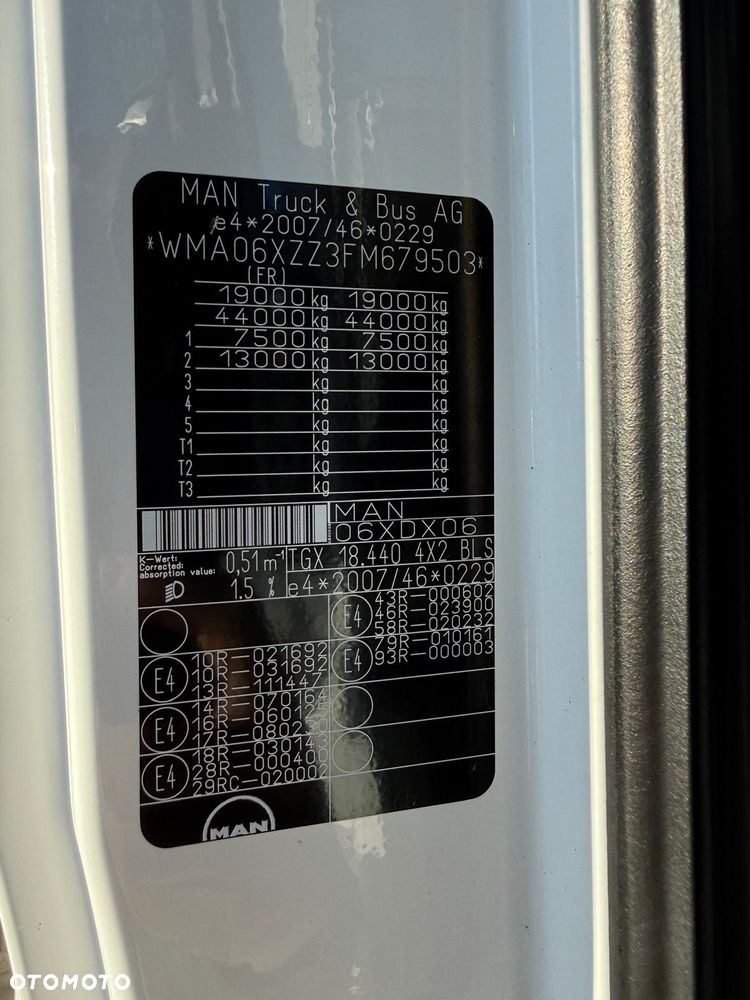 MAN Truck & Bus AG
e4*2007/46*0229
*WMA06XZZ3FM679503*
(FR)
19000 kg 19000 kg
44000 kg 44000 kg
1 7500 kg 7500 kg
2 13000 kg 13000 kg
3 kg kg
4 kg kg
5 kg kg
T1 kg kg
T2 kg kg
T3 kg kg
MAN
06XDX06
K-Wert:
Corrected:
absorption value:
0,51 m⁻¹
TGX 18.440 4X2 BLS
1.5 %
e4*2007/46*0229
43R-000602
46R-023900
58R-020232
E4
79R-010161
93R-000003
E4
10R-021692
10R-031692
13R-111447
E4
14R-070164
E4
18R-030143
28R-000400
29RC-020002
E4
MAN
OTOMOTO